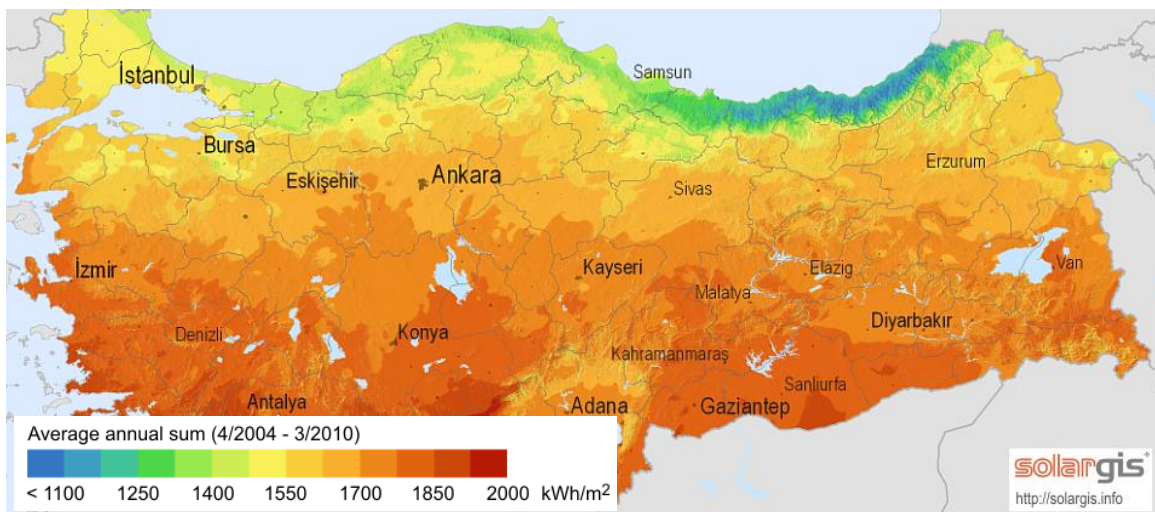 İstanbul
Samsun
Bursa
Erzurum
Eskişehir
Ankara
Sivas
İzmir
Kayseri
Elazig
Van
Malatya
Denizli
Konya
Diyarbakır
Kahramanmaraş
Sanliurfa
Antalya
Adana
Gaziantep
Average annual sum (4/2004 - 3/2010)
< 1100 1250 1400 1550 1700 1850 2000 kWh/m²
solargis
http://solargis.info